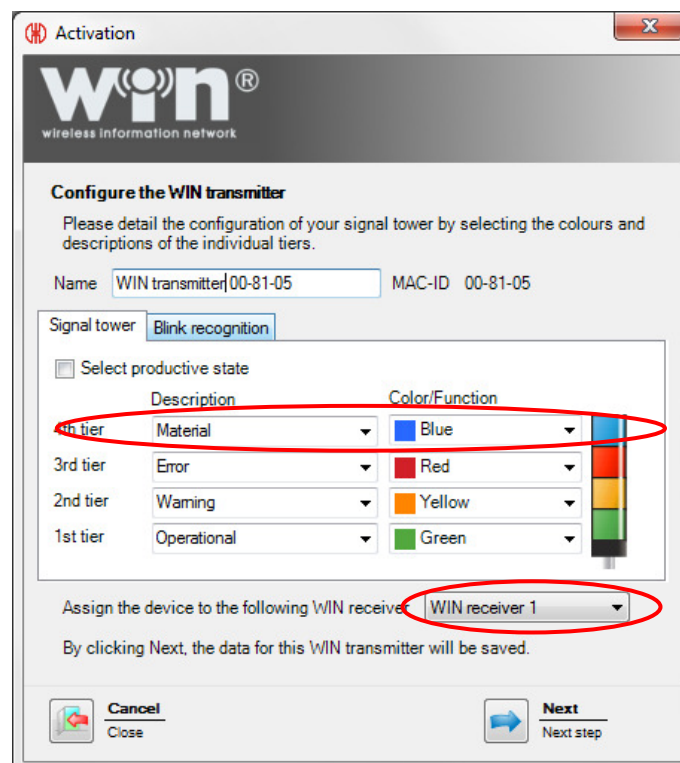 Activation
WIN®
wireless information network
Configure the WIN transmitter
Please detail the configuration of your signal tower by selecting the colours and
descriptions of the individual tiers.
Name WIN transmitter 00-81-05 MAC-ID 00-81-05
Signal tower Blink recognition
Select productive state
Description Color/Function
4th tier Material Blue
3rd tier Error Red
2nd tier Warning Yellow
1st tier Operational Green
Assign the device to the following WIN receiver WIN receiver 1
By clicking Next, the data for this WIN transmitter will be saved.
Cancel Next
Close Next step